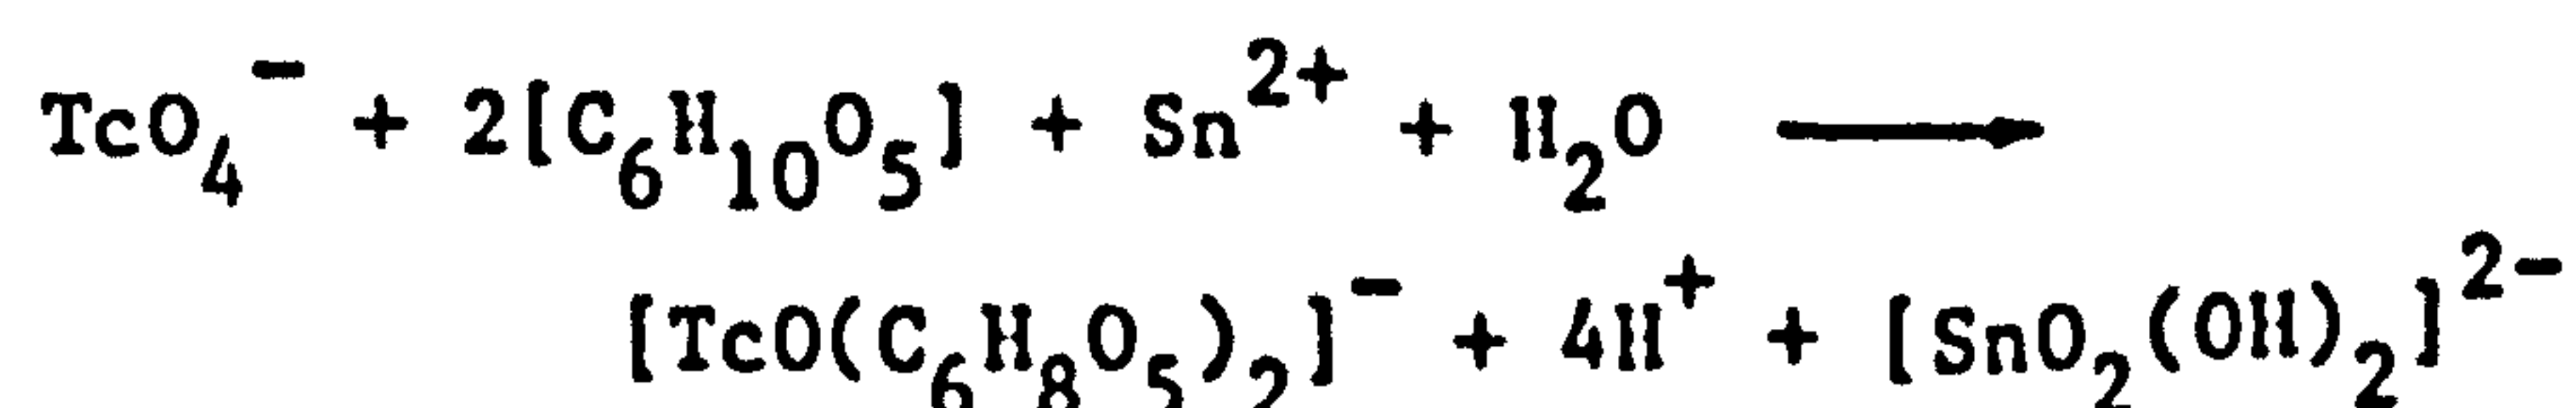 TcO₄⁻ + 2[C₆H₁₀O₅] + Sn²⁺ + H₂O ⟶
[TcO(C₆H₈O₅)₂]⁻ + 4H⁺ + [SnO₂(OH)₂]²⁻